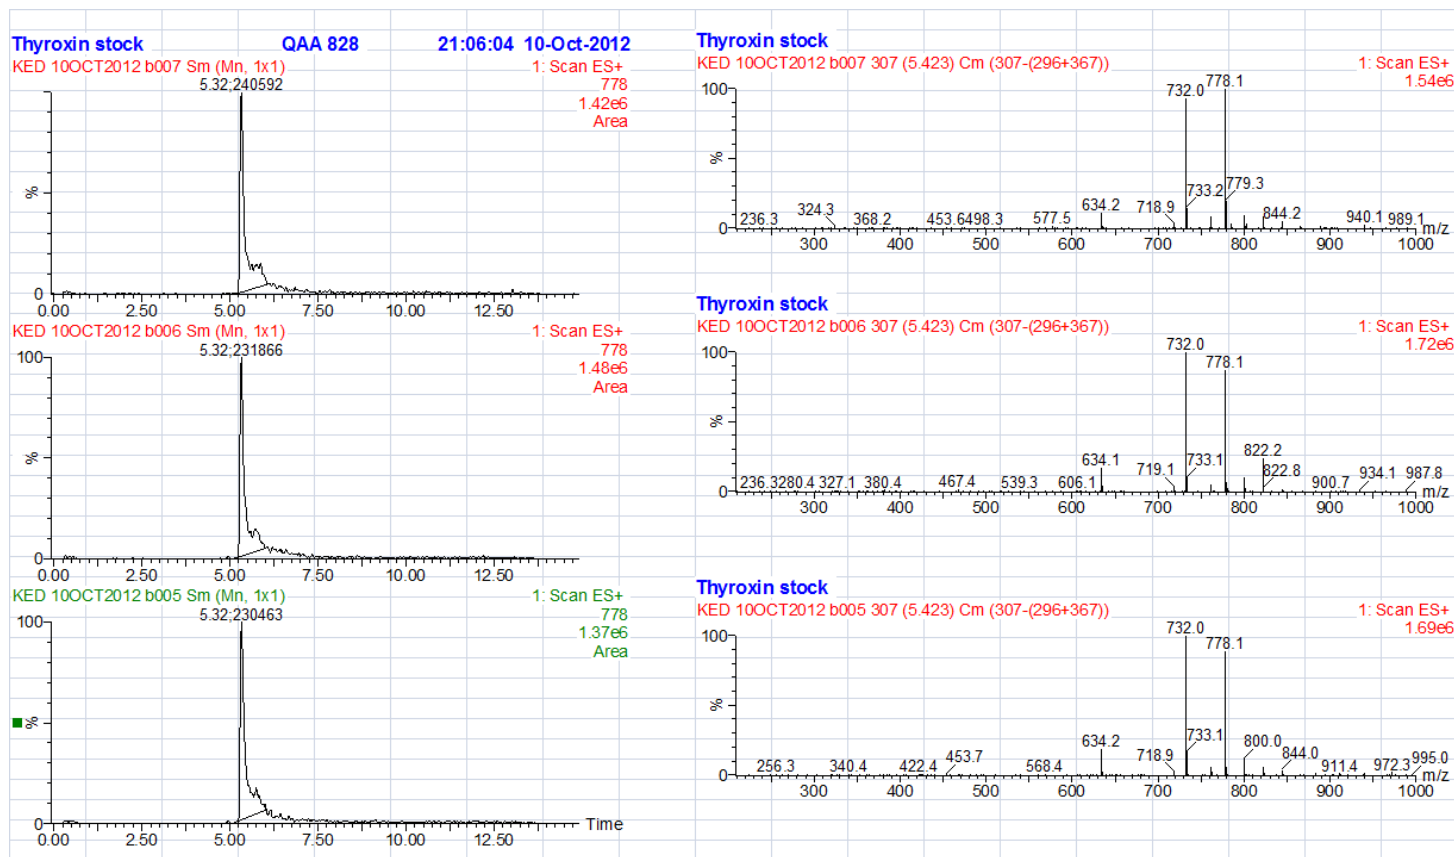 Thyroxin stock QAA 828 21:06:04 10-Oct-2012
KED 10OCT2012 b007 Sm (Mn, 1x1) 1: Scan ES+
5.32;240592 778
1.42e6
Area
%
0
0.00 2.50 5.00 7.50 10.00 12.50
KED 10OCT2012 b006 Sm (Mn, 1x1) 1: Scan ES+
5.32;231866 778
1.48e6
Area
100
%
0
0.00 2.50 5.00 7.50 10.00 12.50
KED 10OCT2012 b005 Sm (Mn, 1x1) 1: Scan ES+
5.32;230463 778
1.37e6
Area
100
%
0 Time
0.00 2.50 5.00 7.50 10.00 12.50
Thyroxin stock
KED 10OCT2012 b007 307 (5.423) Cm (307-(296+367)) 1: Scan ES+
1.54e6
100 732.0 778.1
%
236.3 324.3 368.2 453.6 498.3 577.5 634.2 718.9 733.2 779.3 844.2 940.1 989.1
0 m/z
300 400 500 600 700 800 900 1000
Thyroxin stock
KED 10OCT2012 b006 307 (5.423) Cm (307-(296+367)) 1: Scan ES+
1.72e6
100 732.0 778.1
%
236.3 280.4 327.1 380.4 467.4 539.3 606.1 634.1 719.1 733.1 822.2 822.8 900.7 934.1 987.8
0 m/z
300 400 500 600 700 800 900 1000
Thyroxin stock
KED 10OCT2012 b005 307 (5.423) Cm (307-(296+367)) 1: Scan ES+
1.69e6
100 732.0 778.1
%
256.3 340.4 422.4 453.7 568.4 634.2 718.9 733.1 800.0 844.0 911.4 972.3 995.0
0 m/z
300 400 500 600 700 800 900 1000